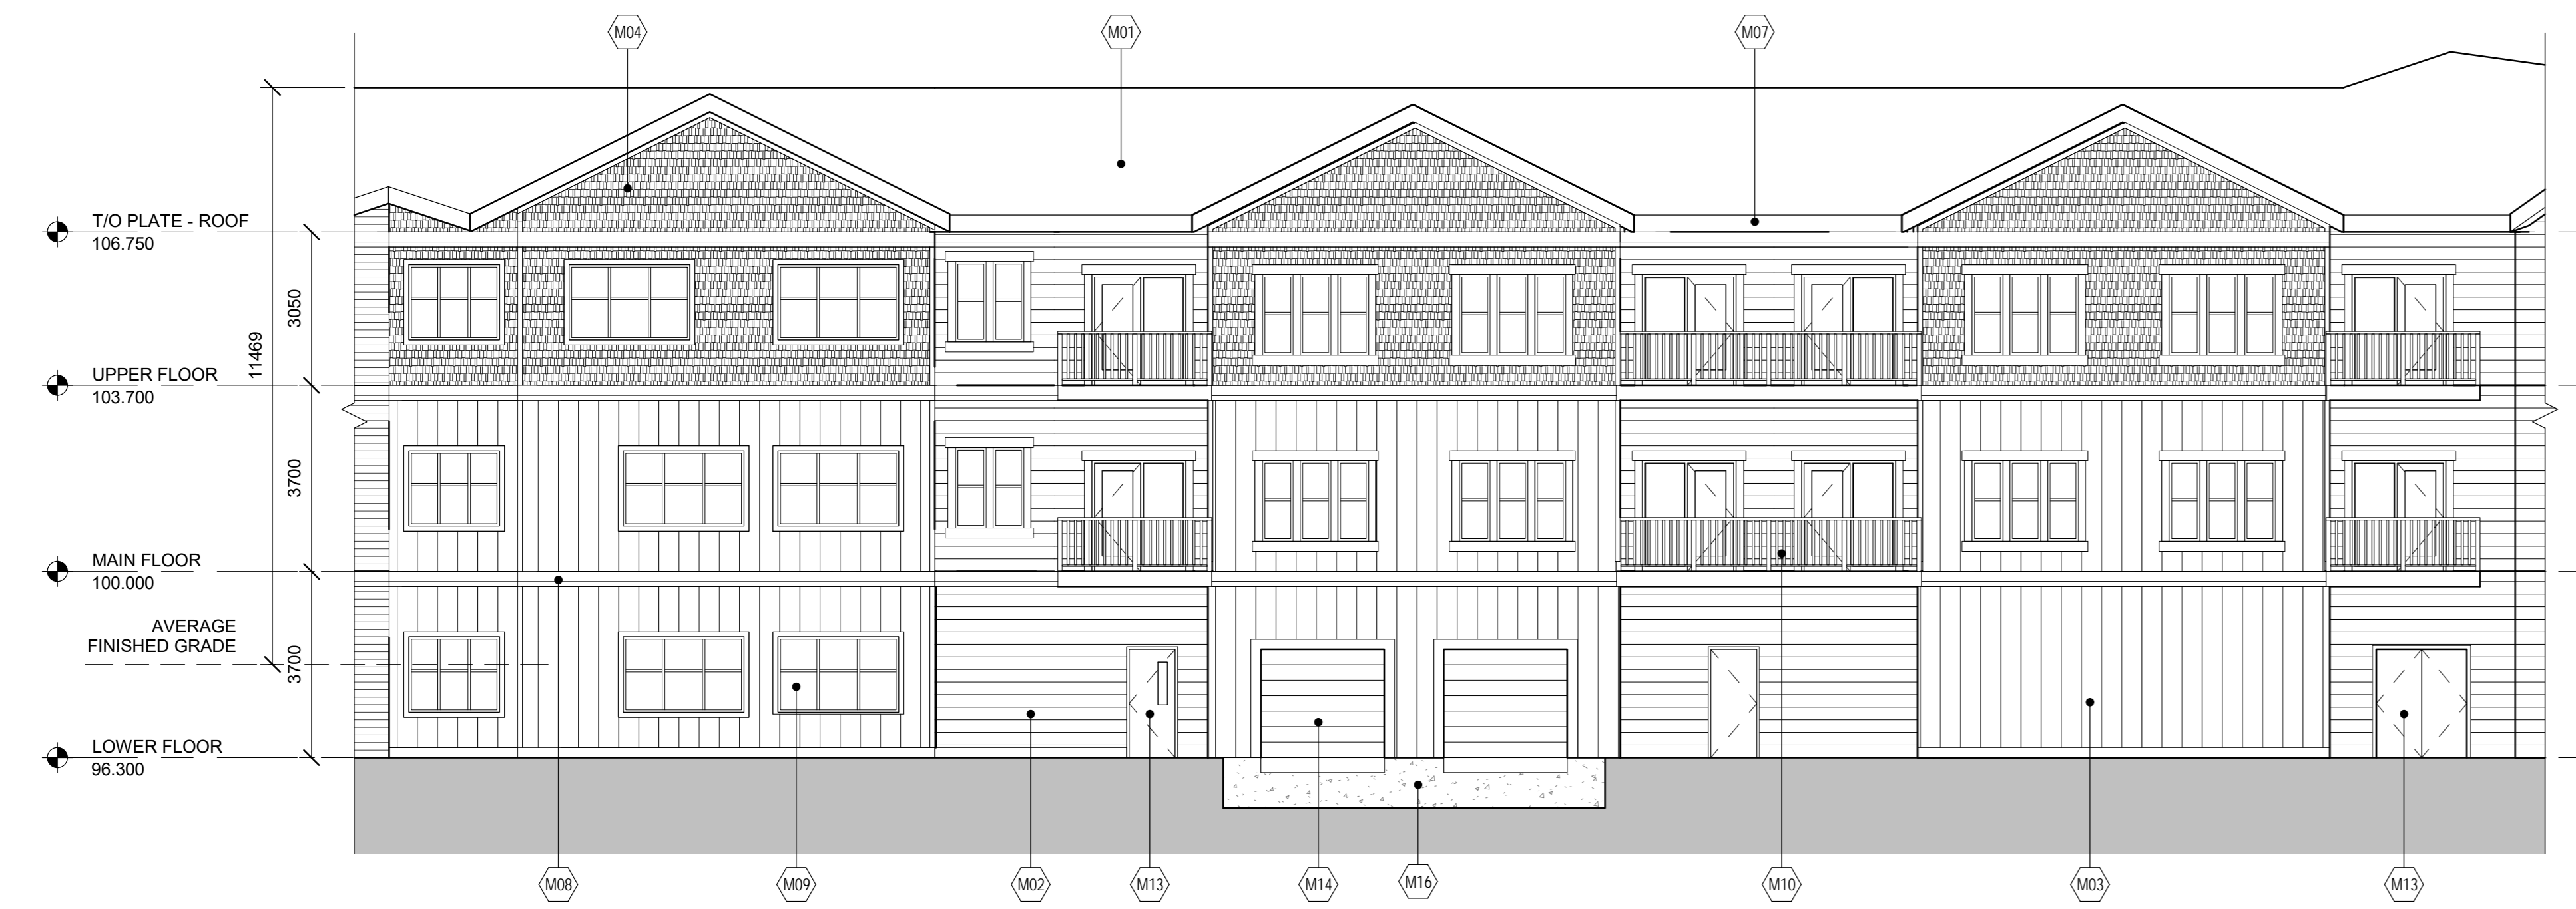 M04
M01
M07
T/O PLATE - ROOF
106.750
3050
11469
UPPER FLOOR
103.700
3700
MAIN FLOOR
100.000
AVERAGE
FINISHED GRADE
3700
LOWER FLOOR
96.300
M08
M09
M02
M13
M14
M16
M10
M03
M13